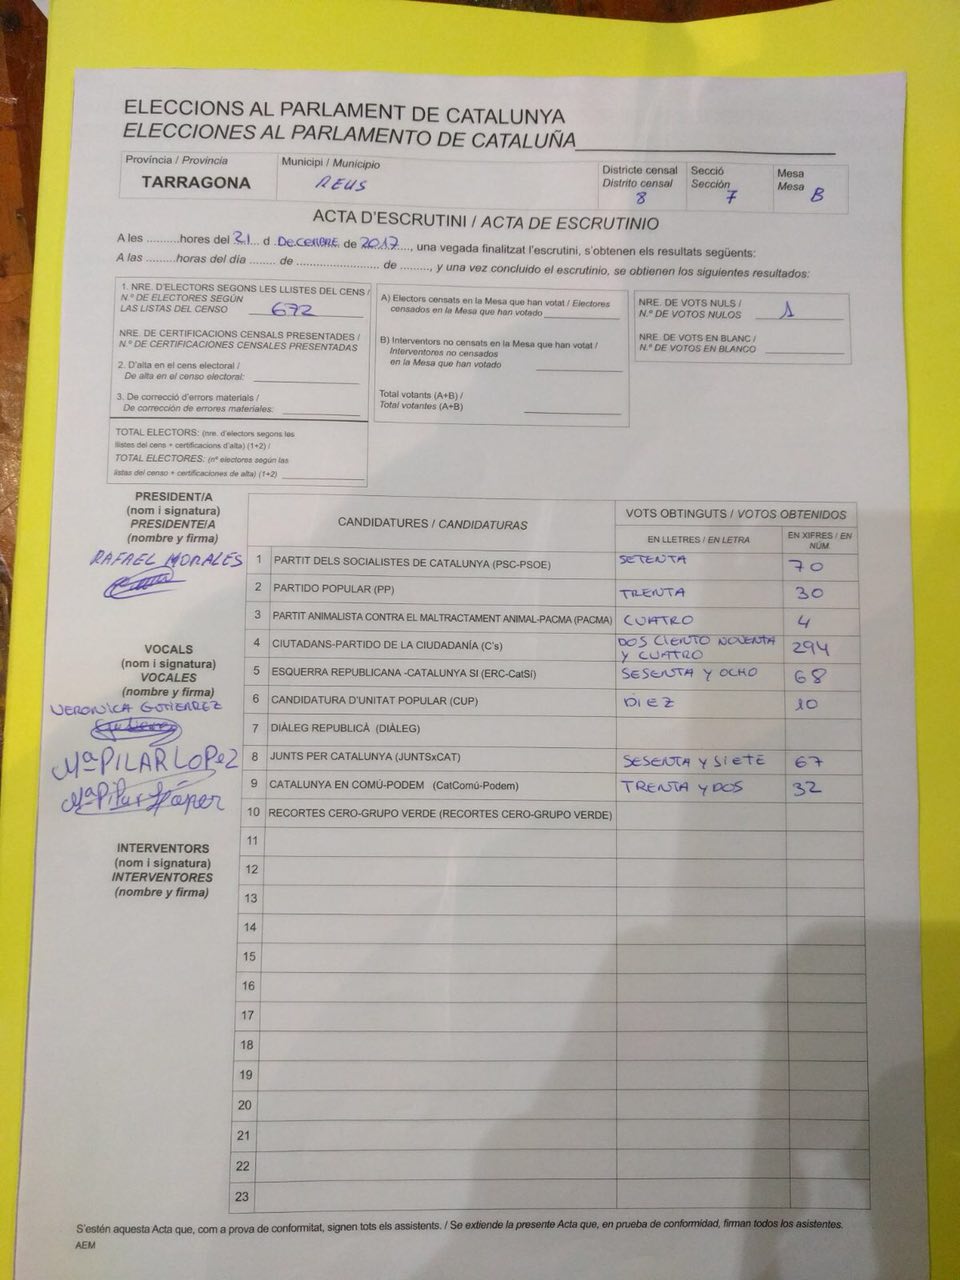 ELECCIONS AL PARLAMENT DE CATALUNYA
ELECCIONES AL PARLAMENTO DE CATALUÑA
Província / Provincia
TARRAGONA
Municipi / Municipio
REUS
Districte censal
Distrito censal
8
Secció
Sección
7
Mesa
Mesa B
ACTA D'ESCRUTINI / ACTA DE ESCRUTINIO
A les .........hores del 21 d DECEMBRE de 2017, una vegada finalitzat l'escrutini, s'obtenen els resultats següents:
A las .........horas del día ........ de ........................ de ........, y una vez concluido el escrutinio, se obtienen los siguientes resultados:
1. NRE. D'ELECTORS SEGONS LES LLISTES DEL CENS /
N.º DE ELECTORES SEGÚN
LAS LISTAS DEL CENSO 672
NRE. DE CERTIFICACIONS CENSALS PRESENTADES /
N.º DE CERTIFICACIONES CENSALES PRESENTADAS
2. D'alta en el cens electoral /
De alta en el censo electoral:
3. De correcció d'errors materials /
De corrección de errores materiales:
TOTAL ELECTORS: (nre. d'electors segons les
llistes del cens + certificacions d'alta) (1+2) /
TOTAL ELECTORES: (nº electores según las
listas del censo + certificaciones de alta) (1+2)
A) Electors censats en la Mesa que han votat / Electores
censados en la Mesa que han votado
B) Interventors no censats en la Mesa que han votat /
Interventores no censados
en la Mesa que han votado
Total votants (A+B) /
Total votantes (A+B)
NRE. DE VOTS NULS /
N.º DE VOTOS NULOS 1
NRE. DE VOTS EN BLANC /
N.º DE VOTOS EN BLANCO
PRESIDENT/A
(nom i signatura)
PRESIDENTE/A
(nombre y firma)
RAFAEL MORALES
VOCALS
(nom i signatura)
VOCALES
(nombre y firma)
VERONICA GUTIERREZ
Gutierrez
Mª PILAR LOPEZ
Mª Pilar López
INTERVENTORS
(nom i signatura)
INTERVENTORES
(nombre y firma)
CANDIDATURES / CANDIDATURAS
VOTS OBTINGUTS / VOTOS OBTENIDOS
EN LLETRES / EN LETRA
EN XIFRES / EN NÚM
1 PARTIT DELS SOCIALISTES DE CATALUNYA (PSC-PSOE) SETENTA 70
2 PARTIDO POPULAR (PP) TRENTA 30
3 PARTIT ANIMALISTA CONTRA EL MALTRACTAMENT ANIMAL-PACMA (PACMA) CUATRO 4
4 CIUTADANS-PARTIDO DE LA CIUDADANÍA (C's) DOS CIENTO NOVENTA Y CUATRO 294
5 ESQUERRA REPUBLICANA -CATALUNYA SI (ERC-CatSí) SESENTA Y OCHO 68
6 CANDIDATURA D'UNITAT POPULAR (CUP) DIEZ 10
7 DIÀLEG REPUBLICÀ (DIÀLEG)
8 JUNTS PER CATALUNYA (JUNTSxCAT) SESENTA Y SIETE 67
9 CATALUNYA EN COMÚ-PODEM (CatComú-Podem) TRENTA Y DOS 32
10 RECORTES CERO-GRUPO VERDE (RECORTES CERO-GRUPO VERDE)
11
12
13
14
15
16
17
18
19
20
21
22
23
S'estén aquesta Acta que, com a prova de conformitat, signen tots els assistents. / Se extiende la presente Acta que, en prueba de conformidad, firman todos los asistentes.
AEM